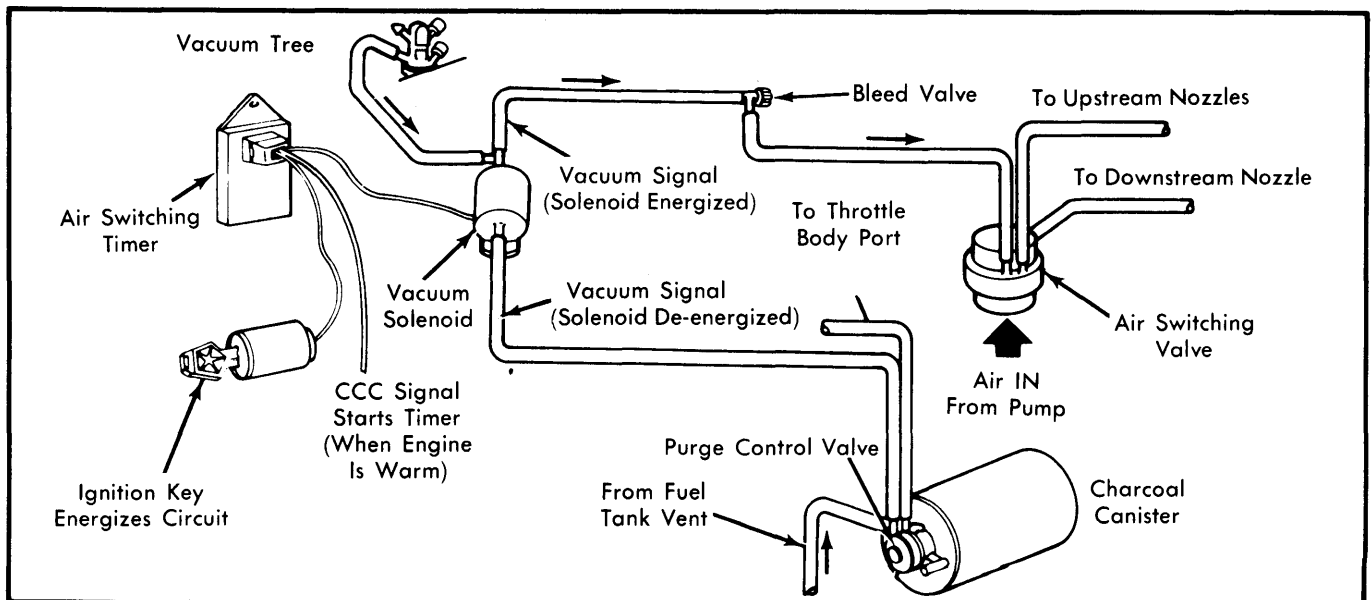 Vacuum Tree
Bleed Valve
To Upstream Nozzles
Vacuum Signal
(Solenoid Energized)
To Downstream Nozzle
Air Switching
Timer
To Throttle
Body Port
Vacuum
Solenoid
Vacuum Signal
(Solenoid De-energized)
Air Switching
Valve
Air IN
From Pump
CCC Signal
Starts Timer
(When Engine
Is Warm)
Purge Control Valve
Ignition Key
Energizes Circuit
From Fuel
Tank Vent
Charcoal
Canister